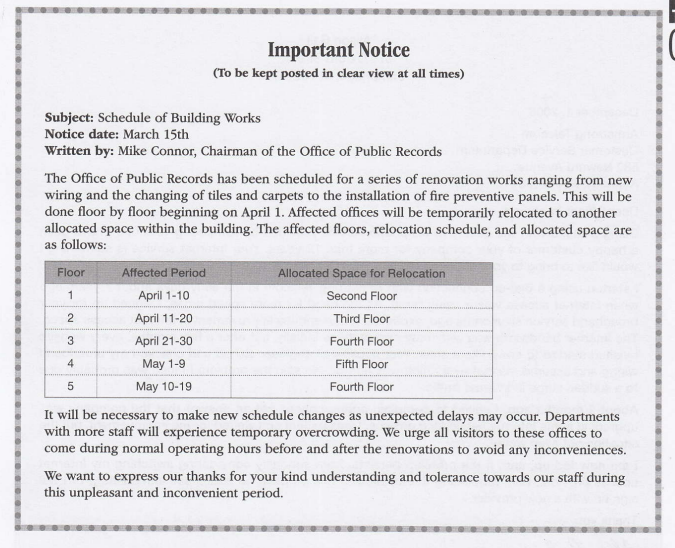 Important Notice
(To be kept posted in clear view at all times)
Subject: Schedule of Building Works
Notice date: March 15th
Written by: Mike Connor, Chairman of the Office of Public Records
The Office of Public Records has been scheduled for a series of renovation works ranging from new
wiring and the changing of tiles and carpets to the installation of fire preventive panels. This will be
done floor by floor beginning on April 1. Affected offices will be temporarily relocated to another
allocated space within the building. The affected floors, relocation schedule, and allocated space are
as follows:
Floor Affected Period Allocated Space for Relocation
1 April 1-10 Second Floor
2 April 11-20 Third Floor
3 April 21-30 Fourth Floor
4 May 1-9 Fifth Floor
5 May 10-19 Fourth Floor
It will be necessary to make new schedule changes as unexpected delays may occur. Departments
with more staff will experience temporary overcrowding. We urge all visitors to these offices to
come during normal operating hours before and after the renovations to avoid any inconveniences.
We want to express our thanks for your kind understanding and tolerance towards our staff during
this unpleasant and inconvenient period.